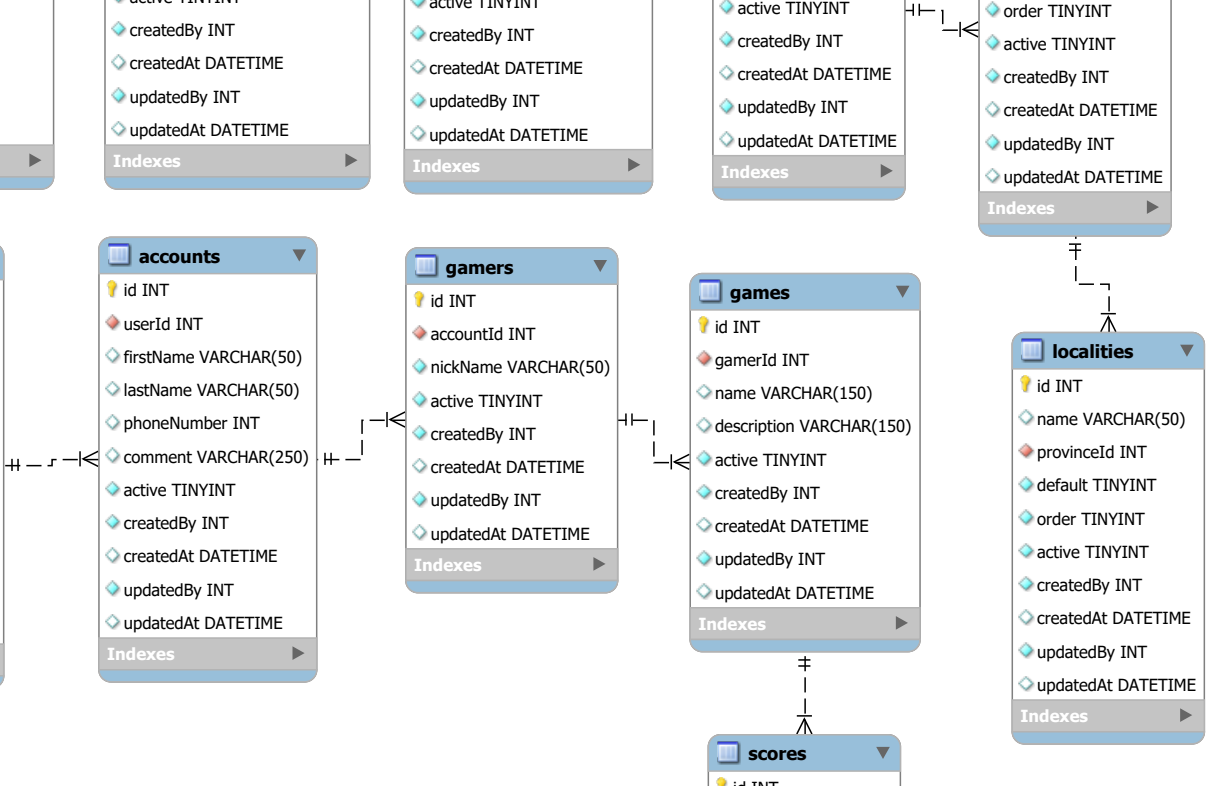 active TINYINT
createdBy INT
createdAt DATETIME
updatedBy INT
updatedAt DATETIME
Indexes
active TINYINT
createdBy INT
createdAt DATETIME
updatedBy INT
updatedAt DATETIME
Indexes
active TINYINT
createdBy INT
createdAt DATETIME
updatedBy INT
updatedAt DATETIME
Indexes
order TINYINT
active TINYINT
createdBy INT
createdAt DATETIME
updatedBy INT
updatedAt DATETIME
Indexes
accounts
id INT
userId INT
firstName VARCHAR(50)
lastName VARCHAR(50)
phoneNumber INT
comment VARCHAR(250)
active TINYINT
createdBy INT
createdAt DATETIME
updatedBy INT
updatedAt DATETIME
Indexes
gamers
id INT
accountId INT
nickName VARCHAR(50)
active TINYINT
createdBy INT
createdAt DATETIME
updatedBy INT
updatedAt DATETIME
Indexes
games
id INT
gamerId INT
name VARCHAR(150)
description VARCHAR(150)
active TINYINT
createdBy INT
createdAt DATETIME
updatedBy INT
updatedAt DATETIME
Indexes
localities
id INT
name VARCHAR(50)
provinceId INT
default TINYINT
order TINYINT
active TINYINT
createdBy INT
createdAt DATETIME
updatedBy INT
updatedAt DATETIME
Indexes
scores
id INT